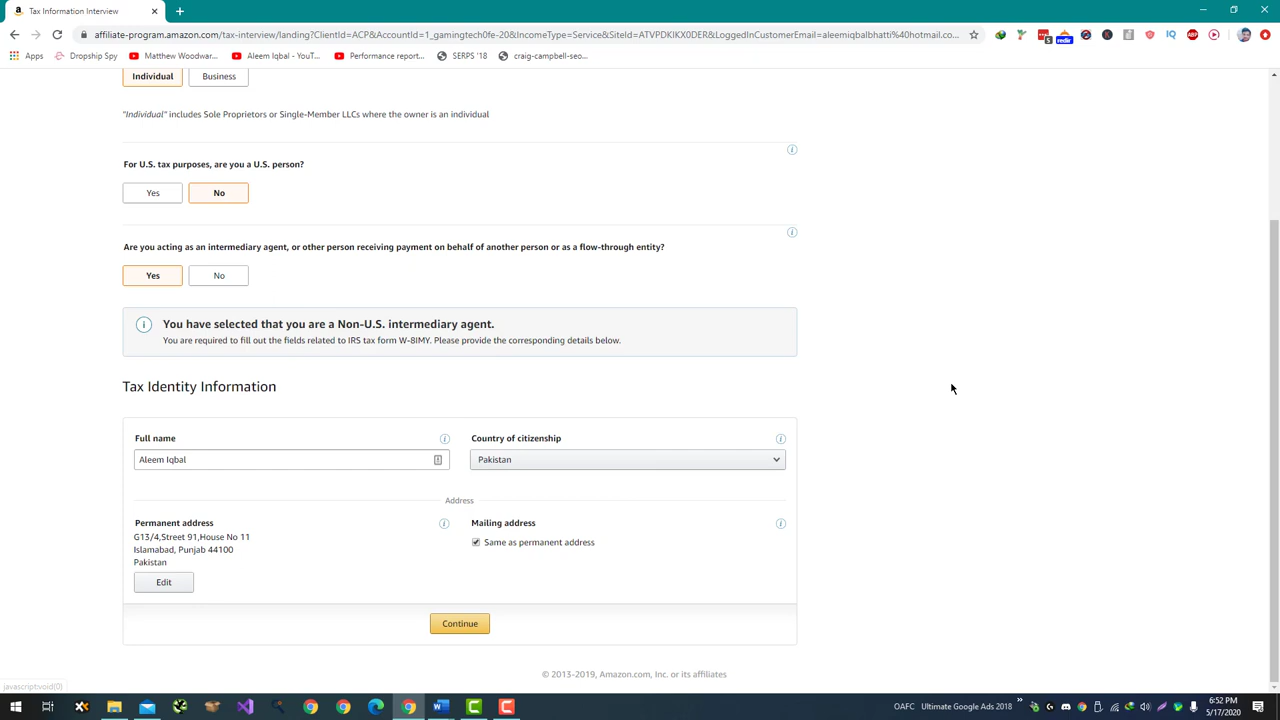 Tax Information Interview
affiliate-program.amazon.com/tax-interview/landing?ClientId=ACP&AccountId=1_gamingtech0fe-20&IncomeType=Service&SiteId=ATVPDKIKX0DER&LoggedInCustomerEmail=aleemiqbalbhatti%40hotmail.co...
Apps Dropship Spy Matthew Woodwar... Aleem Iqbal - YouT... Performance report... SERPS '18 craig-campbell-seo...
Individual Business
"Individual" includes Sole Proprietors or Single-Member LLCs where the owner is an individual
For U.S. tax purposes, are you a U.S. person?
Yes No
Are you acting as an intermediary agent, or other person receiving payment on behalf of another person or as a flow-through entity?
Yes No
You have selected that you are a Non-U.S. intermediary agent.
You are required to fill out the fields related to IRS tax form W-8IMY. Please provide the corresponding details below.
Tax Identity Information
Full name Country of citizenship
Aleem Iqbal Pakistan
Address
Permanent address Mailing address
G13/4,Street 91,House No 11 Same as permanent address
Islamabad, Punjab 44100
Pakistan
Edit
Continue
© 2013-2019, Amazon.com, Inc. or its affiliates
javascript:void(0)
OAFC Ultimate Google Ads 2018 6:52 PM
5/17/2020